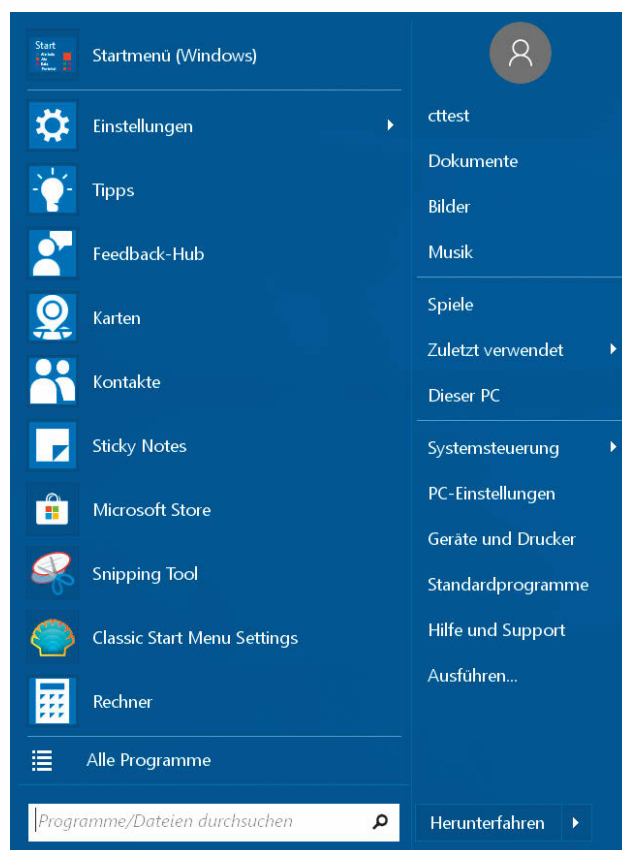 Start
Startmenü (Windows)
Einstellungen
Tipps
Feedback-Hub
Karten
Kontakte
Sticky Notes
Microsoft Store
Snipping Tool
Classic Start Menu Settings
Rechner
Alle Programme
Programme/Dateien durchsuchen
cttest
Dokumente
Bilder
Musik
Spiele
Zuletzt verwendet
Dieser PC
Systemsteuerung
PC-Einstellungen
Geräte und Drucker
Standardprogramme
Hilfe und Support
Ausführen...
Herunterfahren